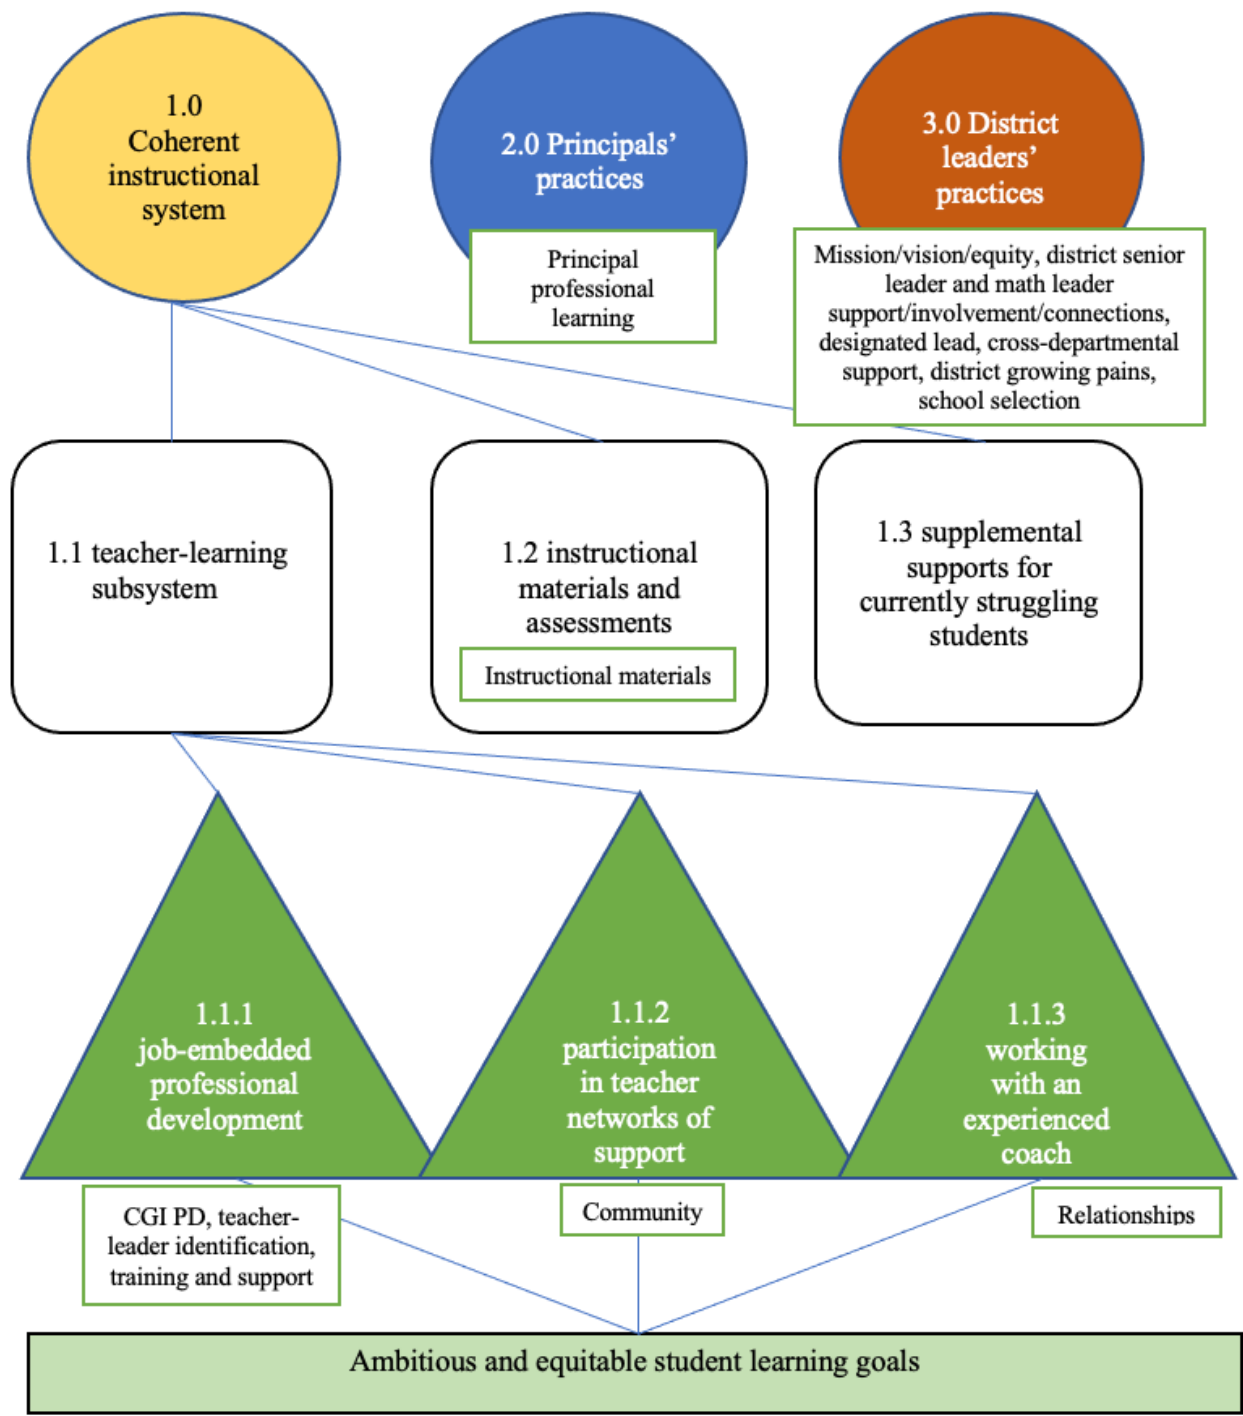 1.0
Coherent
instructional
system
2.0 Principals’
practices
Principal
professional
learning
3.0 District
leaders’
practices
Mission/vision/equity, district senior
leader and math leader
support/involvement/connections,
designated lead, cross-departmental
support, district growing pains,
school selection
1.1 teacher-learning
subsystem
1.2 instructional
materials and
assessments
Instructional materials
1.3 supplemental
supports for
currently struggling
students
1.1.1
job-embedded
professional
development
1.1.2
participation
in teacher
networks of
support
1.1.3
working
with an
experienced
coach
CGI PD, teacher-
leader identification,
training and support
Community
Relationships
Ambitious and equitable student learning goals